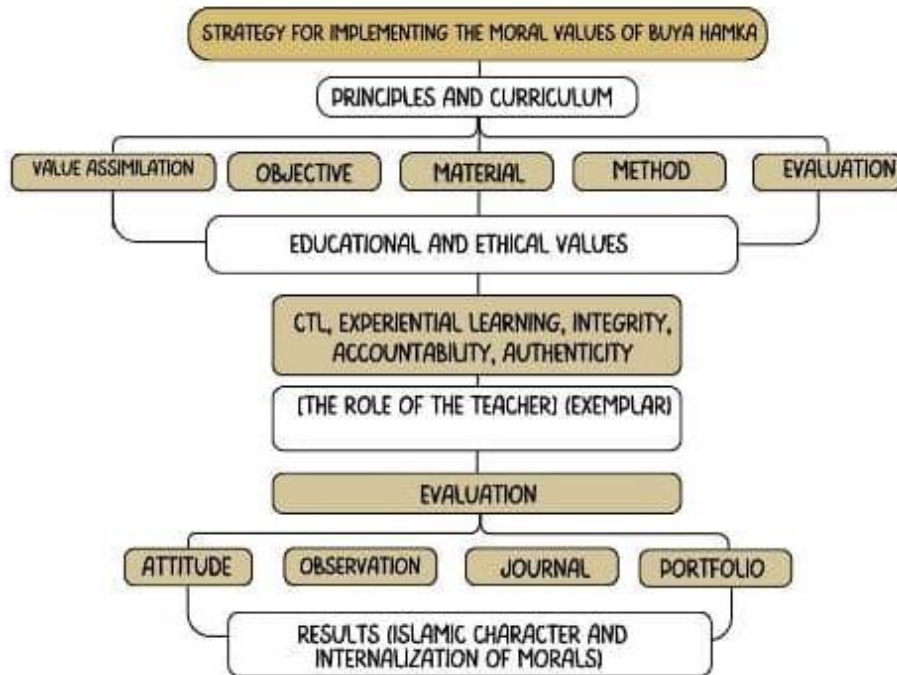 STRATEGY FOR IMPLEMENTING THE MORAL VALUES OF BUYA HAMKA
PRINCIPLES AND CURRICULUM
VALUE ASSIMILATION
OBJECTIVE
MATERIAL
METHOD
EVALUATION
EDUCATIONAL AND ETHICAL VALUES
CTL, EXPERIENTIAL LEARNING, INTEGRITY,
ACCOUNTABILITY, AUTHENTICITY
[THE ROLE OF THE TEACHER] (EXEMPLAR)
EVALUATION
ATTITUDE
OBSERVATION
JOURNAL
PORTFOLIO
RESULTS (ISLAMIC CHARACTER AND
INTERNALIZATION OF MORALS)